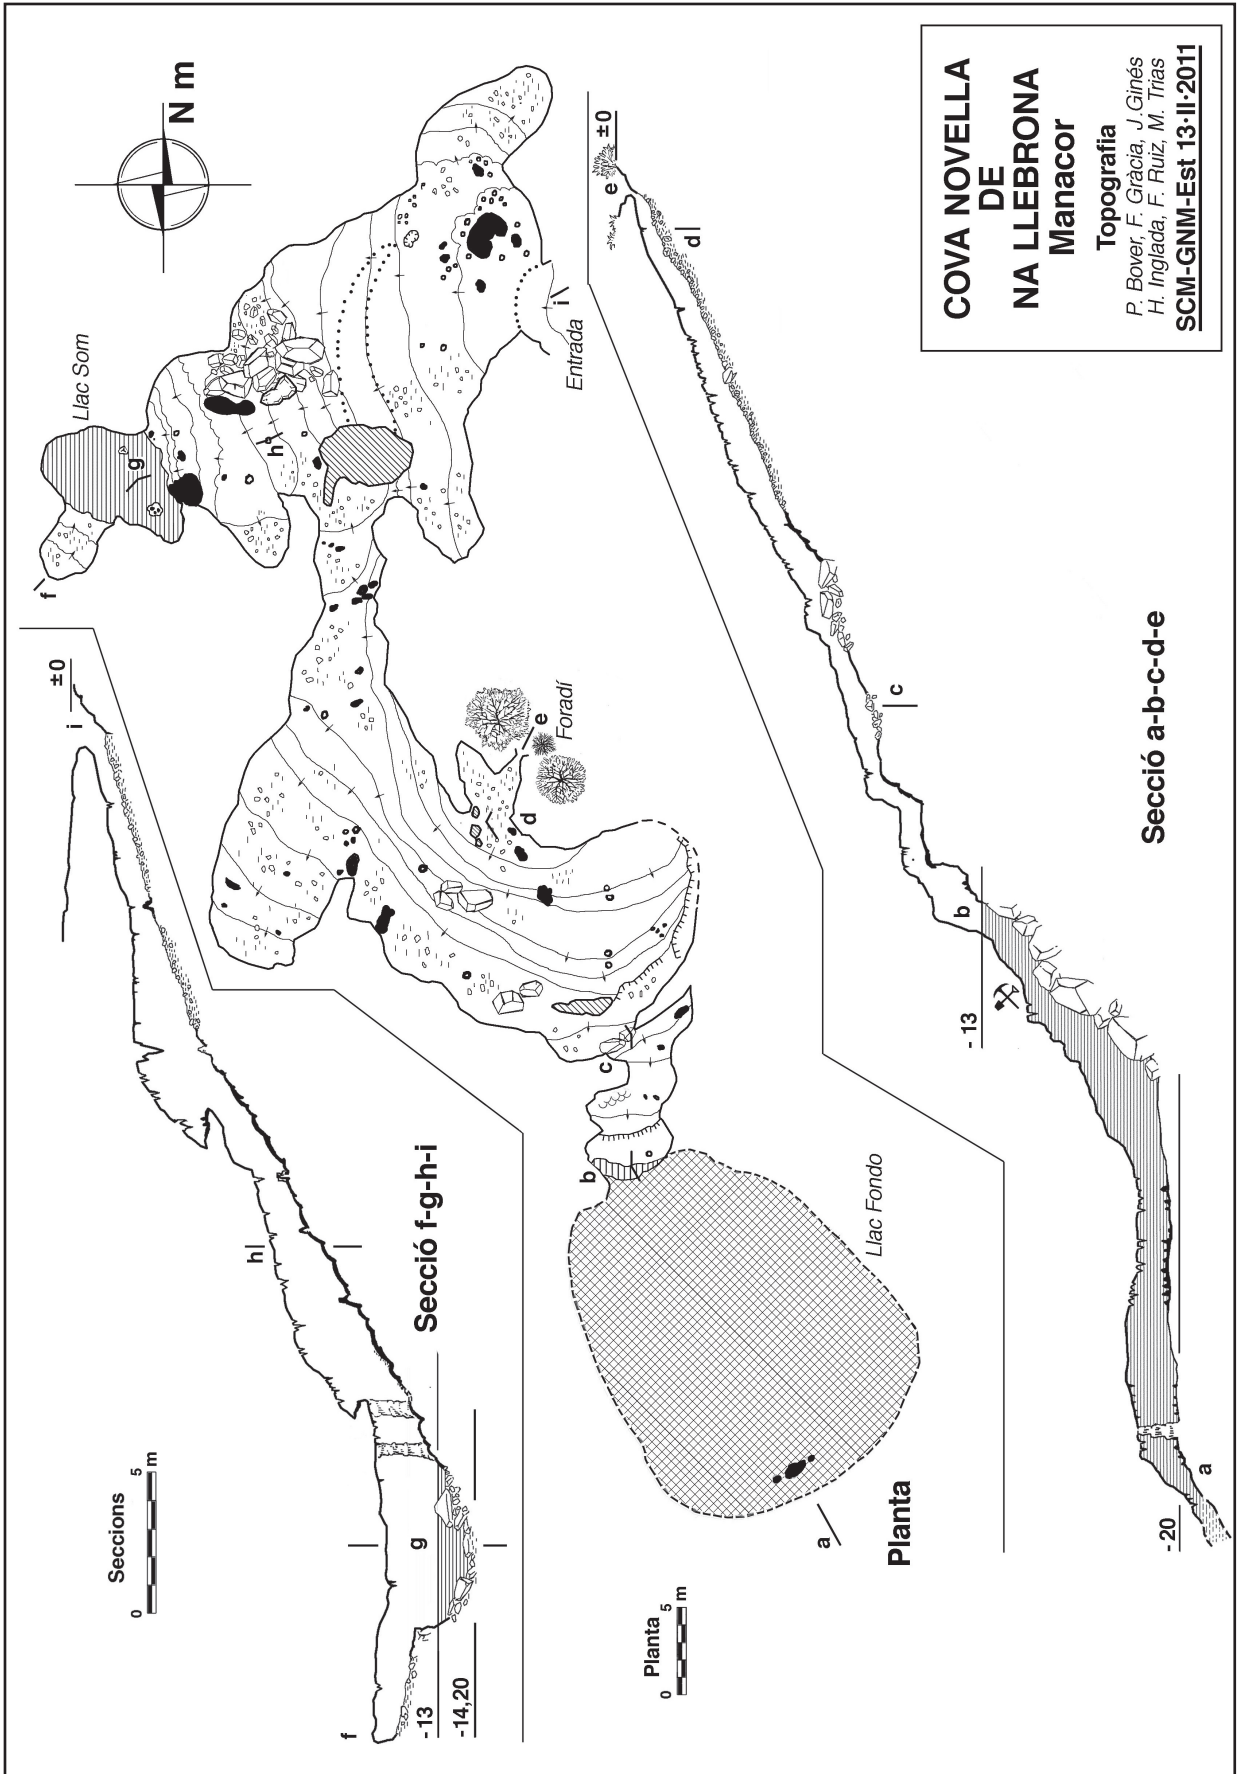 COVA NOVELLA
DE
NA LLEBRONA
Manacor
Topografia
P. Bover, F. Gràcia, J.Ginés
H. Inglada, F. Ruiz, M. Trias
SCM-GNM-Est 13·II·2011
N m
Llac Som
g
f
h
i
Entrada
e
Foradí
d
c
b
Llac Fondo
a
Planta
Planta
0 5 m
Seccions
0 5 m
Secció f-g-h-i
f
g
h
i
±0
-13
-14,20
Secció a-b-c-d-e
a
b
c
d
e
±0
-13
-20